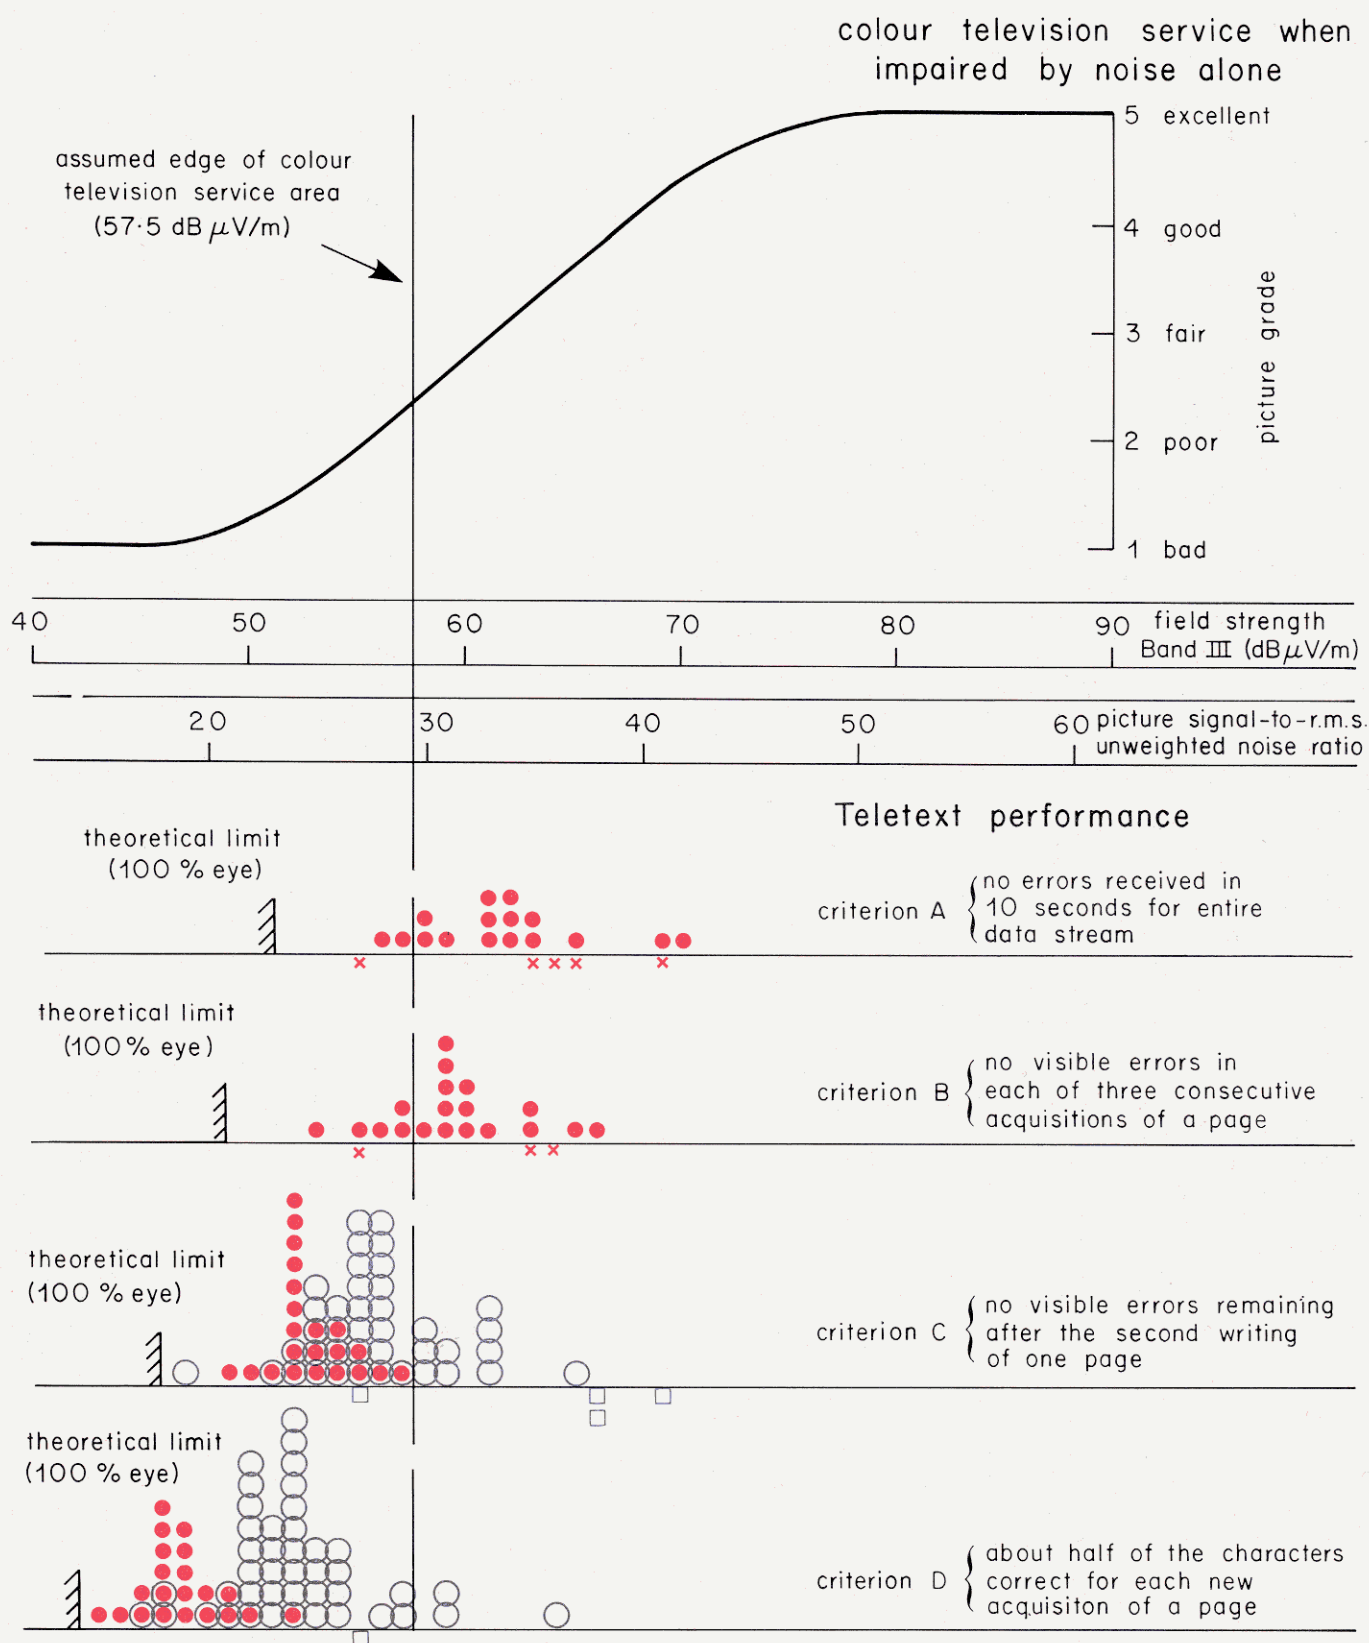 colour television service when
impaired by noise alone
assumed edge of colour
television service area
(57·5 dB μV/m)
5 excellent
4 good
3 fair
2 poor
1 bad
picture grade
40 50 60 70 80 90
field strength
Band III (dBμV/m)
20 30 40 50 60
picture signal-to-r.m.s.
unweighted noise ratio
Teletext performance
theoretical limit
(100 % eye)
criterion A
no errors received in
10 seconds for entire
data stream
theoretical limit
(100% eye)
criterion B
no visible errors in
each of three consecutive
acquisitions of a page
theoretical limit
(100 % eye)
criterion C
no visible errors remaining
after the second writing
of one page
theoretical limit
(100 % eye)
criterion D
about half of the characters
correct for each new
acquisiton of a page